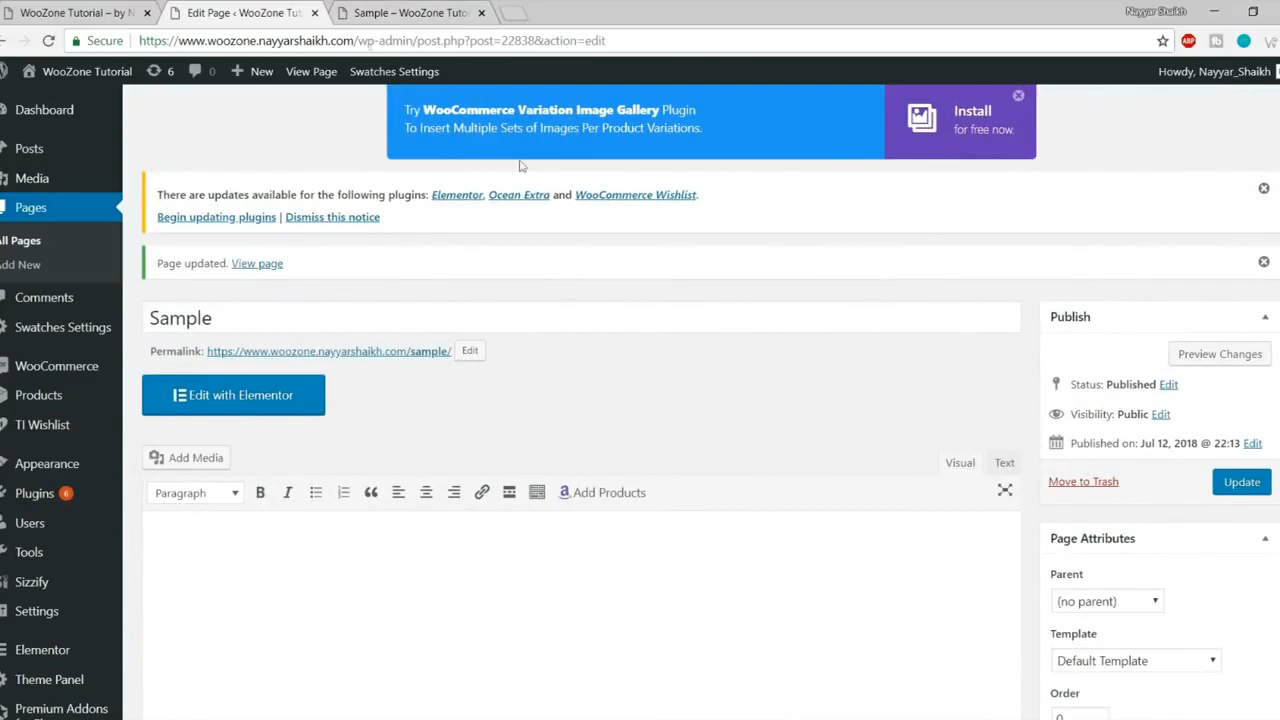 WooZone Tutorial – by N
Edit Page ‹ WooZone Tut
Sample – WooZone Tuto
Nayyar Shaikh
Secure
https://www.woozone.nayyarshaikh.com/wp-admin/post.php?post=22838&action=edit
ABP
WooZone Tutorial
6
0
New
View Page
Swatches Settings
Howdy, Nayyar_Shaikh
Dashboard
Posts
Media
Pages
All Pages
Add New
Comments
Swatches Settings
WooCommerce
Products
TI Wishlist
Appearance
Plugins 6
Users
Tools
Sizzify
Settings
Elementor
Theme Panel
Premium Addons
Try WooCommerce Variation Image Gallery Plugin
To Insert Multiple Sets of Images Per Product Variations.
Install
for free now.
There are updates available for the following plugins: Elementor, Ocean Extra and WooCommerce Wishlist.
Begin updating plugins | Dismiss this notice
Page updated. View page
Sample
Permalink: https://www.woozone.nayyarshaikh.com/sample/ Edit
Edit with Elementor
Add Media
Visual
Text
Paragraph
B
I
Add Products
Publish
Preview Changes
Status: Published Edit
Visibility: Public Edit
Published on: Jul 12, 2018 @ 22:13 Edit
Move to Trash
Update
Page Attributes
Parent
(no parent)
Template
Default Template
Order
0